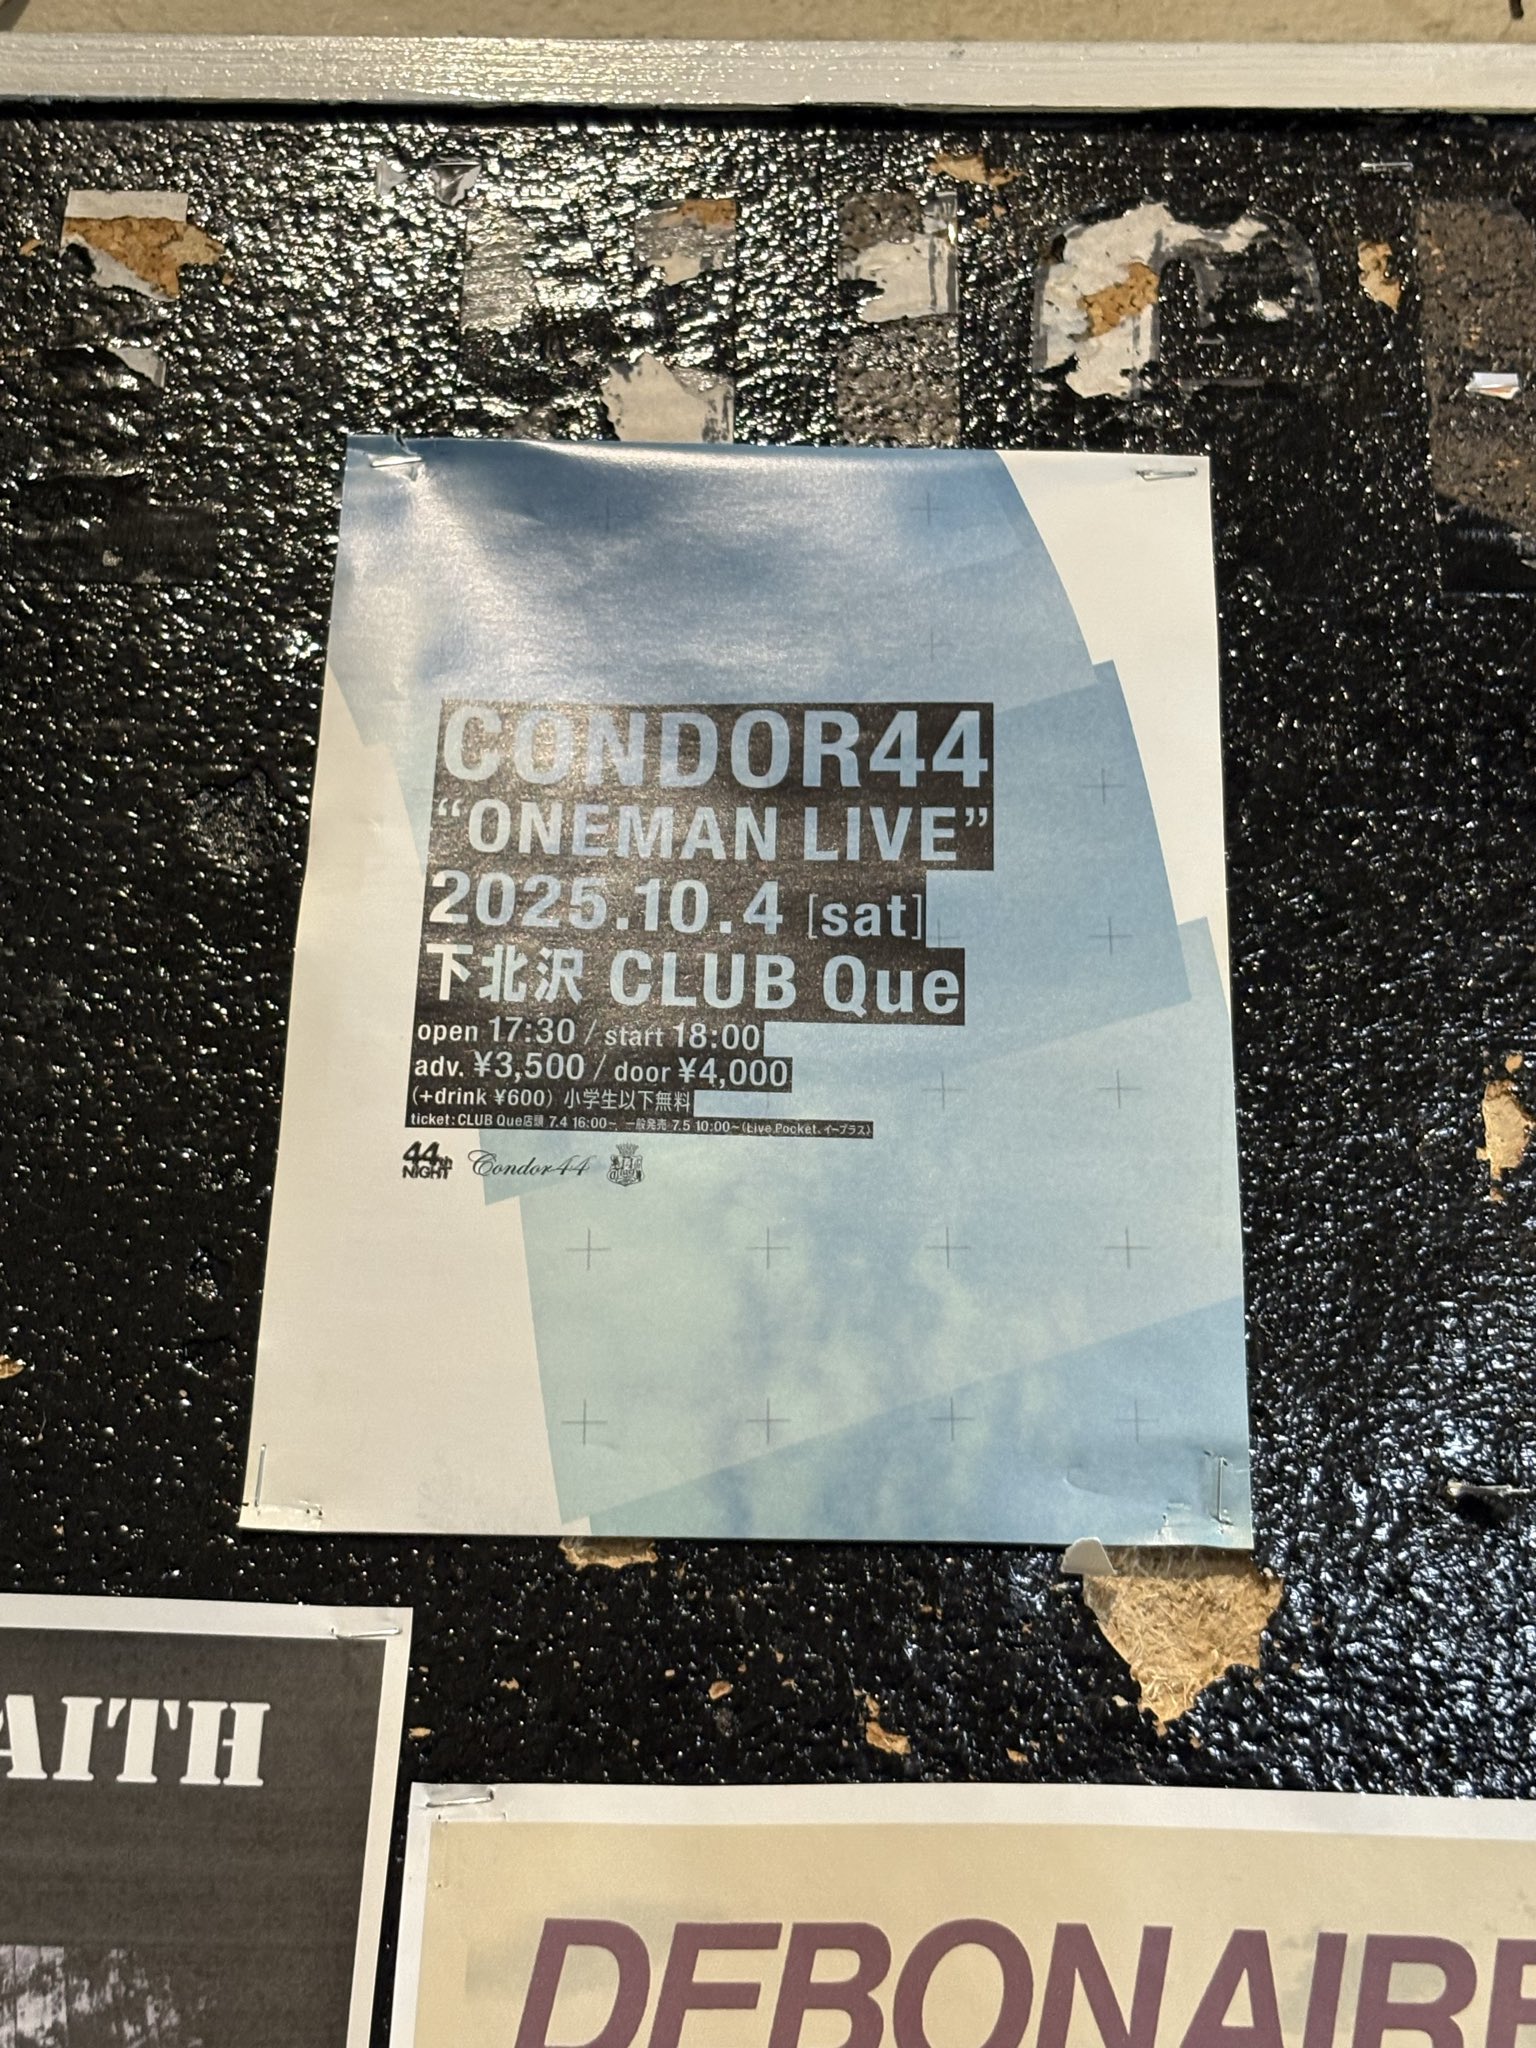 CONDOR44
“ONEMAN LIVE”
2025.10.4 [sat]
下北沢 CLUB Que
open 17:30 / start 18:00
adv. ¥3,500 / door ¥4,000
(+drink ¥600) 小学生以下無料
ticket: CLUB Que店頭 7.4 16:00~ 一般発売 7.5 10:00~(Live Pocket、イープラス)
44th
NIGHT
Condor44
AITH
DEBONAIRE